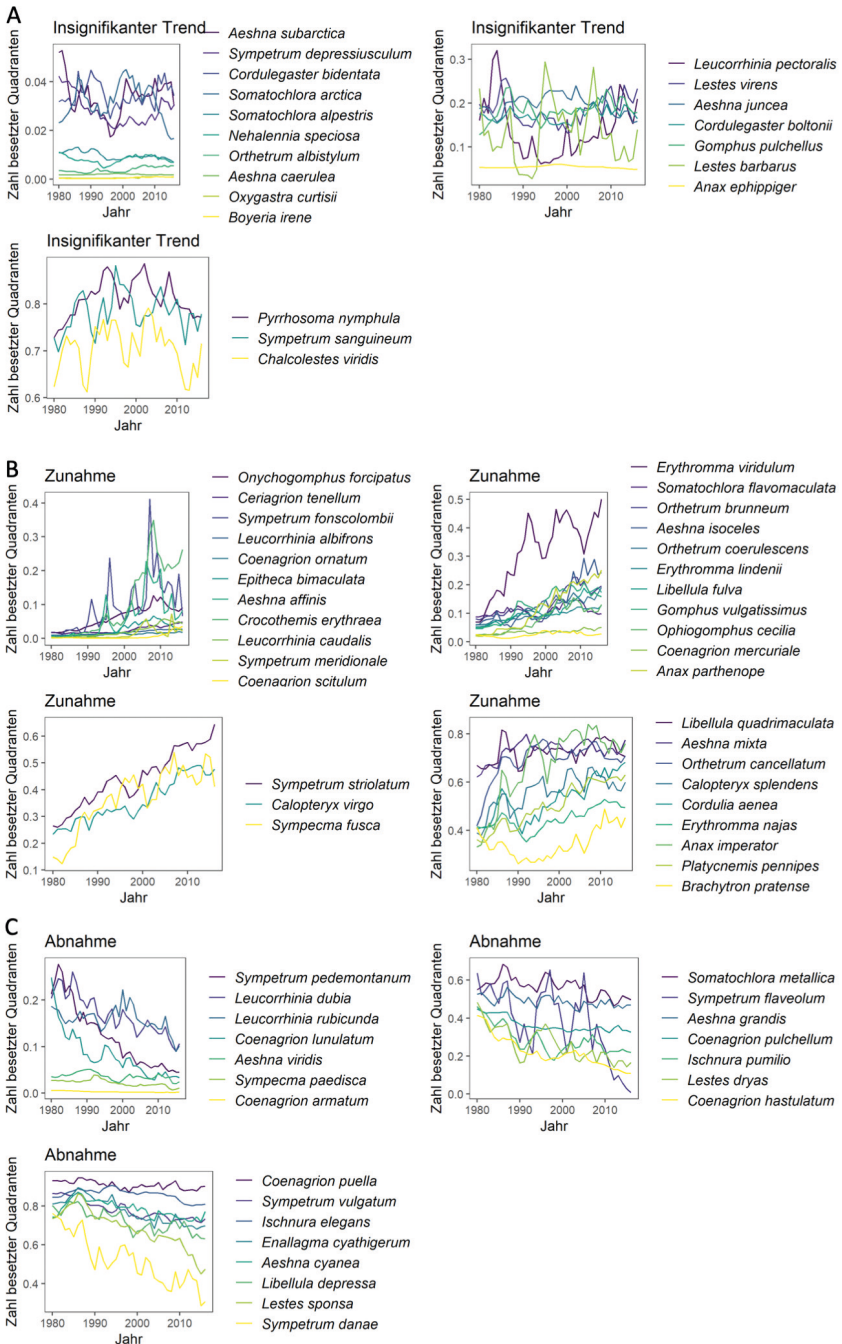 A
Insignifikanter Trend
Zahl besetzter Quadranten
0.04
0.02
0.00
1980 1990 2000 2010
Jahr
Aeshna subarctica
Sympetrum depressiusculum
Cordulegaster bidentata
Somatochlora arctica
Somatochlora alpestris
Nehalennia speciosa
Orthetrum albistylum
Aeshna caerulea
Oxygastra curtisii
Boyeria irene
Insignifikanter Trend
Zahl besetzter Quadranten
0.3
0.2
0.1
1980 1990 2000 2010
Jahr
Leucorrhinia pectoralis
Lestes virens
Aeshna juncea
Cordulegaster boltonii
Gomphus pulchellus
Lestes barbarus
Anax ephippiger
Insignifikanter Trend
Zahl besetzter Quadranten
0.8
0.7
0.6
1980 1990 2000 2010
Jahr
Pyrrhosoma nymphula
Sympetrum sanguineum
Chalcolestes viridis
B
Zunahme
Zahl besetzter Quadranten
0.4
0.3
0.2
0.1
0.0
1980 1990 2000 2010
Jahr
Onychogomphus forcipatus
Ceriagrion tenellum
Sympetrum fonscolombii
Leucorrhinia albifrons
Coenagrion ornatum
Epitheca bimaculata
Aeshna affinis
Crocothemis erythraea
Leucorrhinia caudalis
Sympetrum meridionale
Coenagrion scitulum
Zunahme
Zahl besetzter Quadranten
0.5
0.4
0.3
0.2
0.1
0.0
1980 1990 2000 2010
Jahr
Erythromma viridulum
Somatochlora flavomaculata
Orthetrum brunneum
Aeshna isoceles
Orthetrum coerulescens
Erythromma lindenii
Libellula fulva
Gomphus vulgatissimus
Ophiogomphus cecilia
Coenagrion mercuriale
Anax parthenope
Zunahme
Zahl besetzter Quadranten
0.6
0.5
0.4
0.3
0.2
0.1
1980 1990 2000 2010
Jahr
Sympetrum striolatum
Calopteryx virgo
Sympecma fusca
Zunahme
Zahl besetzter Quadranten
0.8
0.6
0.4
1980 1990 2000 2010
Jahr
Libellula quadrimaculata
Aeshna mixta
Orthetrum cancellatum
Calopteryx splendens
Cordulia aenea
Erythromma najas
Anax imperator
Platycnemis pennipes
Brachytron pratense
C
Abnahme
Zahl besetzter Quadranten
0.2
0.1
0.0
1980 1990 2000 2010
Jahr
Sympetrum pedemontanum
Leucorrhinia dubia
Leucorrhinia rubicunda
Coenagrion lunulatum
Aeshna viridis
Sympecma paedisca
Coenagrion armatum
Abnahme
Zahl besetzter Quadranten
0.6
0.4
0.2
0.0
1980 1990 2000 2010
Jahr
Somatochlora metallica
Sympetrum flaveolum
Aeshna grandis
Coenagrion pulchellum
Ischnura pumilio
Lestes dryas
Coenagrion hastulatum
Abnahme
Zahl besetzter Quadranten
0.8
0.6
0.4
1980 1990 2000 2010
Jahr
Coenagrion puella
Sympetrum vulgatum
Ischnura elegans
Enallagma cyathigerum
Aeshna cyanea
Libellula depressa
Lestes sponsa
Sympetrum danae